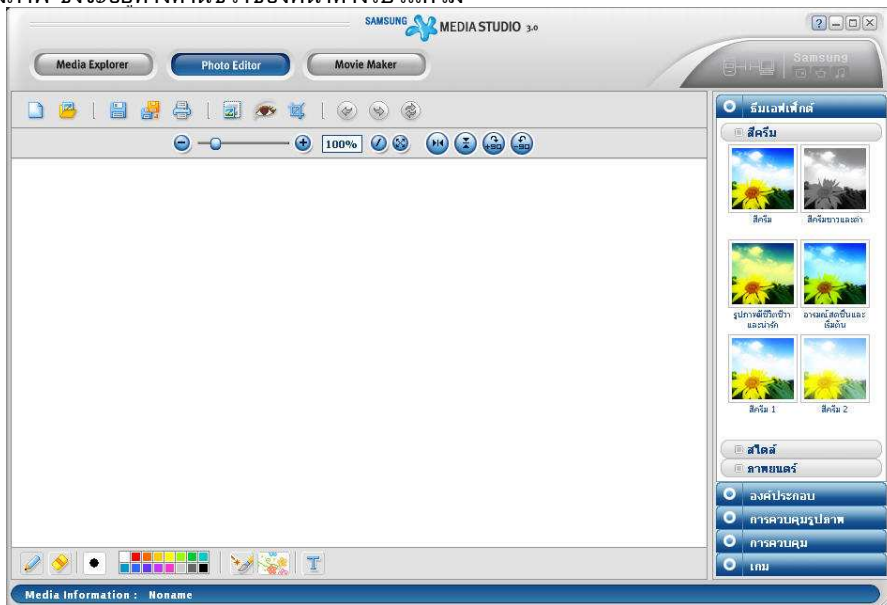 SAMSUNG MEDIA STUDIO 3.0
Media Explorer
Photo Editor
Movie Maker
Samsung
100%
+90
-90
ธีมเอฟเฟ็กต์
สีครีม
สีครีม
สีครีมขาวและดำ
รูปภาพมีชีวิตชีวา
และน่ารัก
อารมณ์สดชื่นและ
เริ่มต้น
สีครีม 1
สีครีม 2
สไตล์
ภาพยนตร์
องค์ประกอบ
การควบคุมรูปภาพ
การควบคุม
เกม
T
Media Information : Noname